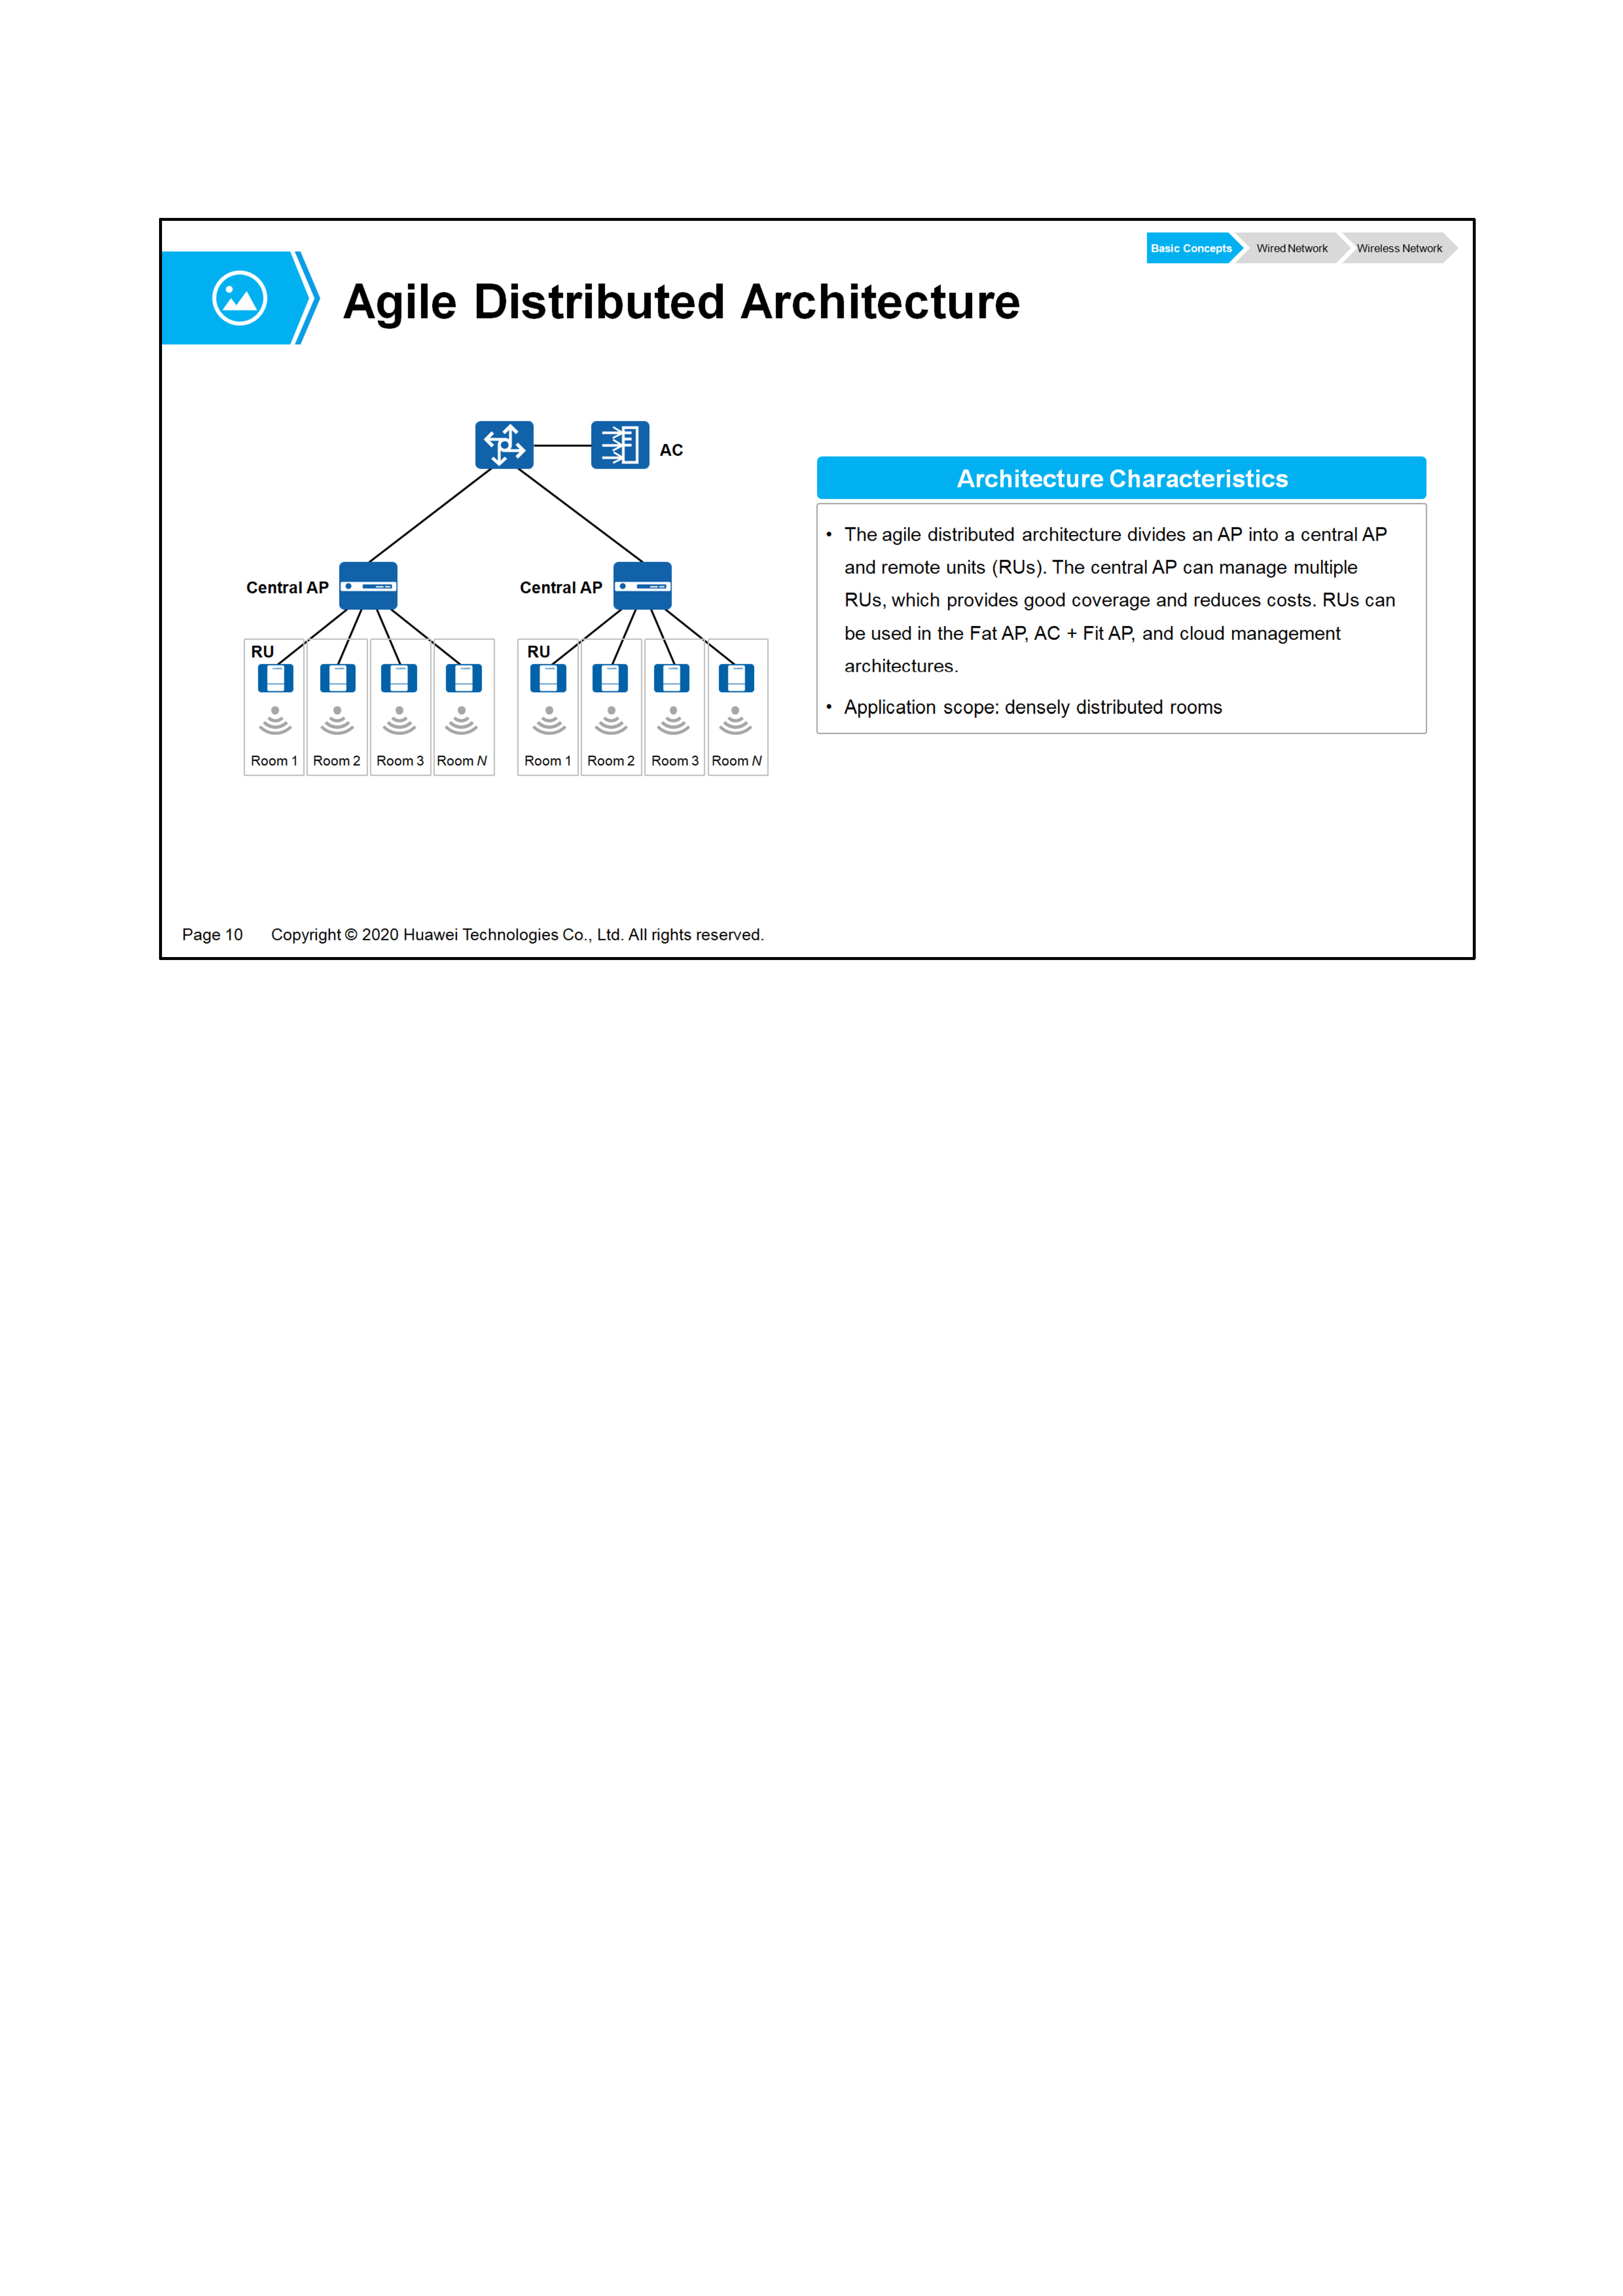 Basic Concepts Wired Network Wireless Network
Agile Distributed Architecture
AC
Central AP Central AP
RU RU
Room 1 Room 2 Room 3 Room N Room 1 Room 2 Room 3 Room N
Architecture Characteristics
• The agile distributed architecture divides an AP into a central AP
and remote units (RUs). The central AP can manage multiple
RUs, which provides good coverage and reduces costs. RUs can
be used in the Fat AP, AC + Fit AP, and cloud management
architectures.
• Application scope: densely distributed rooms
Page 10 Copyright © 2020 Huawei Technologies Co., Ltd. All rights reserved.